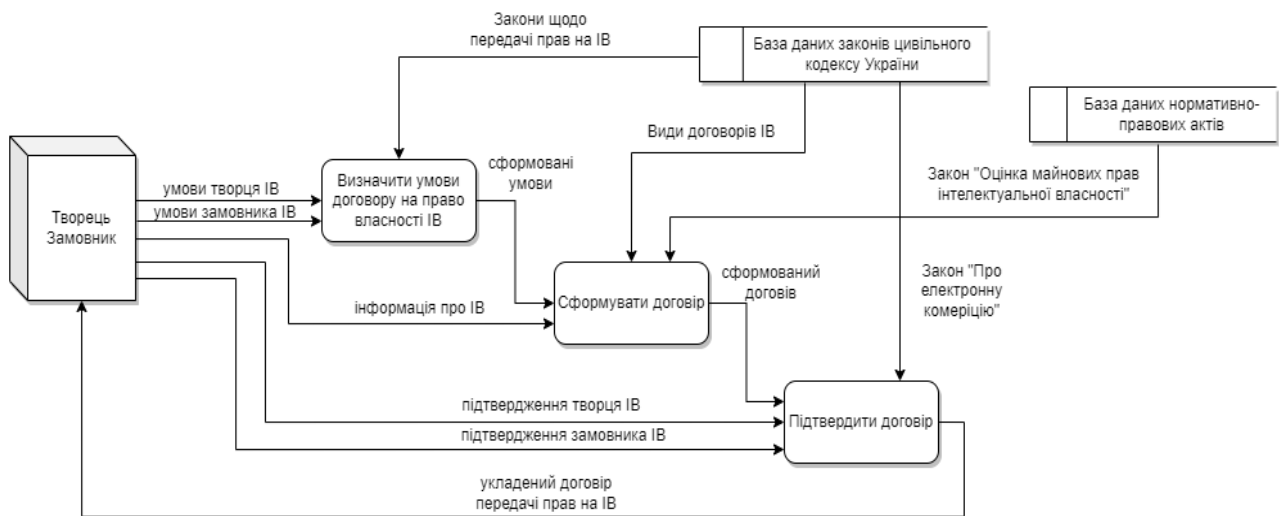 Закони щодо
передачі прав на ІВ
База даних законів цивільного
кодексу України
База даних нормативно-
правових актів
Види договорів ІВ
Закон "Оцінка майнових прав
інтелектуальної власності"
Творець
Замовник
умови творця ІВ
умови замовника ІВ
Визначити умови
договору на право
власності ІВ
сформовані
умови
інформація про ІВ
Сформувати договір
сформований
договів
Закон "Про
електронну
комеріцію"
підтвердження творця ІВ
підтвердження замовника ІВ
Підтвердити договір
укладений договір
передачі прав на ІВ